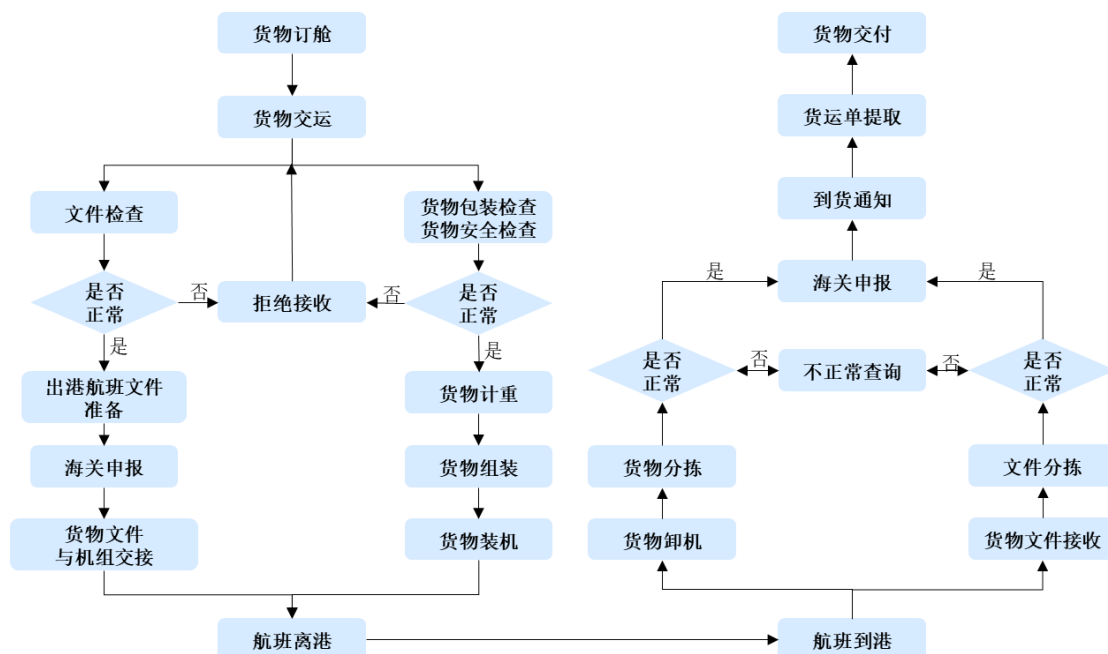 货物订舱
货物交运
文件检查
货物包装检查
货物安全检查
是否
正常
否
拒绝接收
否
是否
正常
是
是
出港航班文件
准备
货物计重
海关申报
货物组装
货物文件
与机组交接
货物装机
航班离港
货物交付
货运单提取
到货通知
是
海关申报
是
是否
正常
否
不正常查询
否
是否
正常
货物分拣
文件分拣
货物卸机
货物文件接收
航班到港